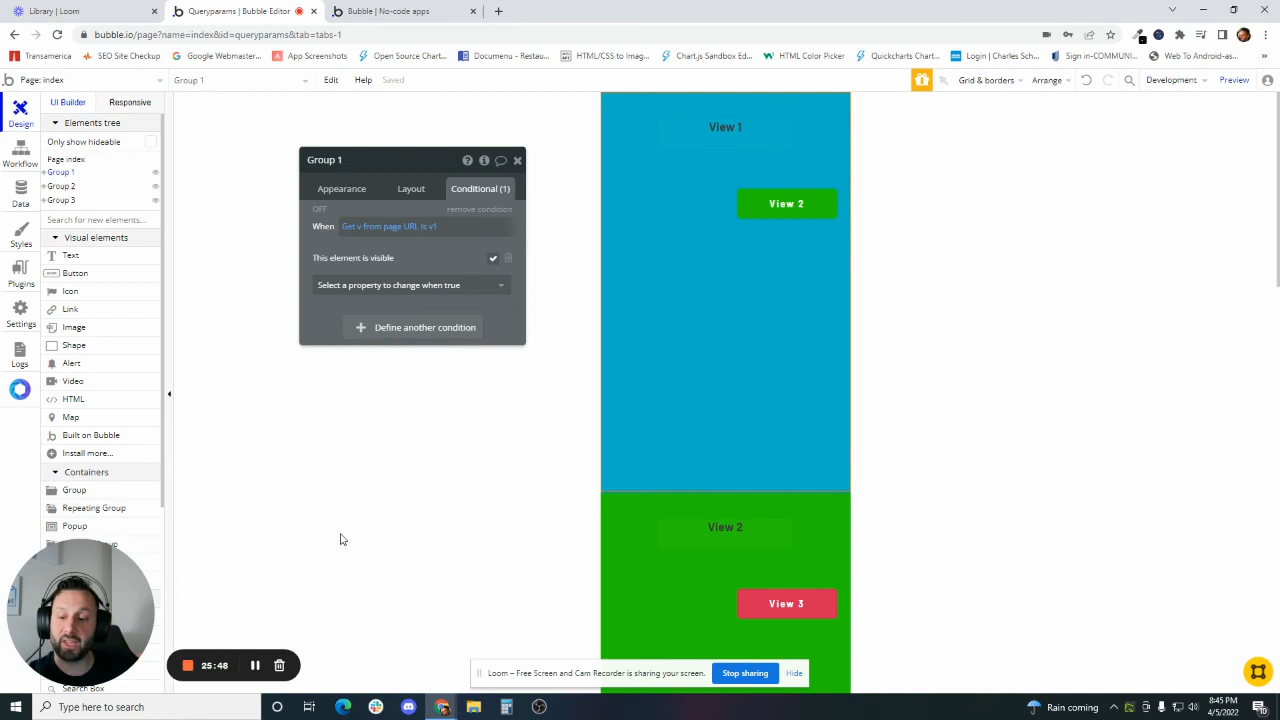 Library | Loom
Queryparams | Bubble Editor
Bubble | No-code apps
bubble.io/page?name=index&id=queryparams&tab=tabs-1
Transamerica
SEO Site Checkup
Google Webmaster...
App Screenshots
Open Source Chart...
Documenu - Restau...
HTML/CSS to Imag...
Chart.js Sandbox Ed...
HTML Color Picker
Quickcharts Chart...
Login | Charles Sch...
Sign in-COMMUNI...
Web To Android-as...
»
Page: index
Group 1
Edit
Help
Saved
Grid & borders
Arrange
Development
Preview
Design
Workflow
Data
Styles
Plugins
Settings
Logs
UI Builder
Responsive
Elements tree
Only show hideable
Page index
Group 1
Group 2
Group 3
Search for new elements...
Visual elements
Text
Button
Icon
Link
Image
Shape
Alert
Video
HTML
Map
Built on Bubble
Install more...
Containers
Group
Repeating Group
Popup
Search Box
Group 1
Appearance
Layout
Conditional (1)
OFF
remove condition
When
Get v from page URL is v1
This element is visible
Select a property to change when true
Define another condition
View 1
View 2
View 2
View 3
25:48
Loom – Free Screen and Cam Recorder is sharing your screen.
Stop sharing
Hide
Type here to search
Rain coming
8:45 PM
4/5/2022